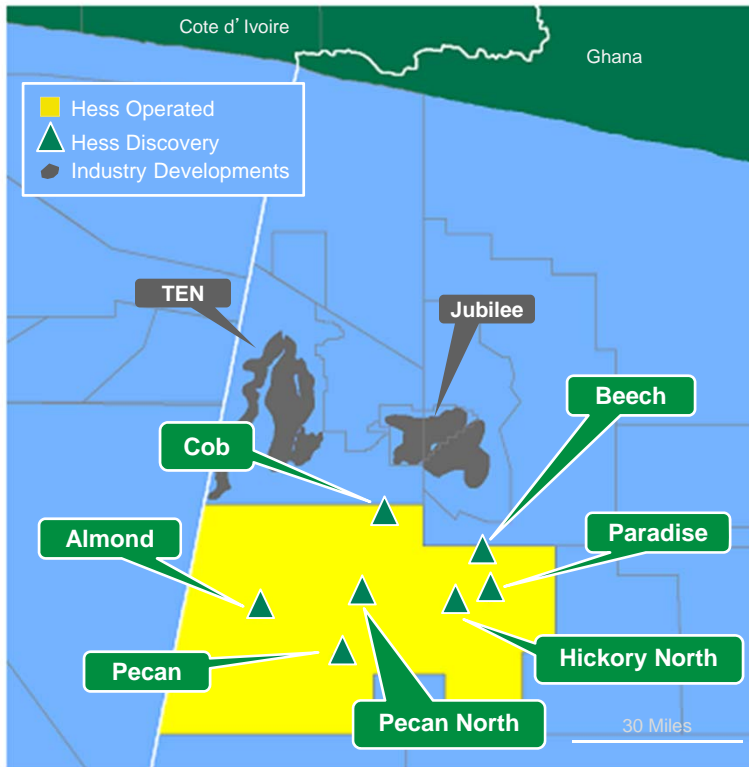 Cote d' Ivoire
Ghana
Hess Operated
Hess Discovery
Industry Developments
TEN
Jubilee
Beech
Cob
Paradise
Almond
Hickory North
Pecan
Pecan North
30 Miles